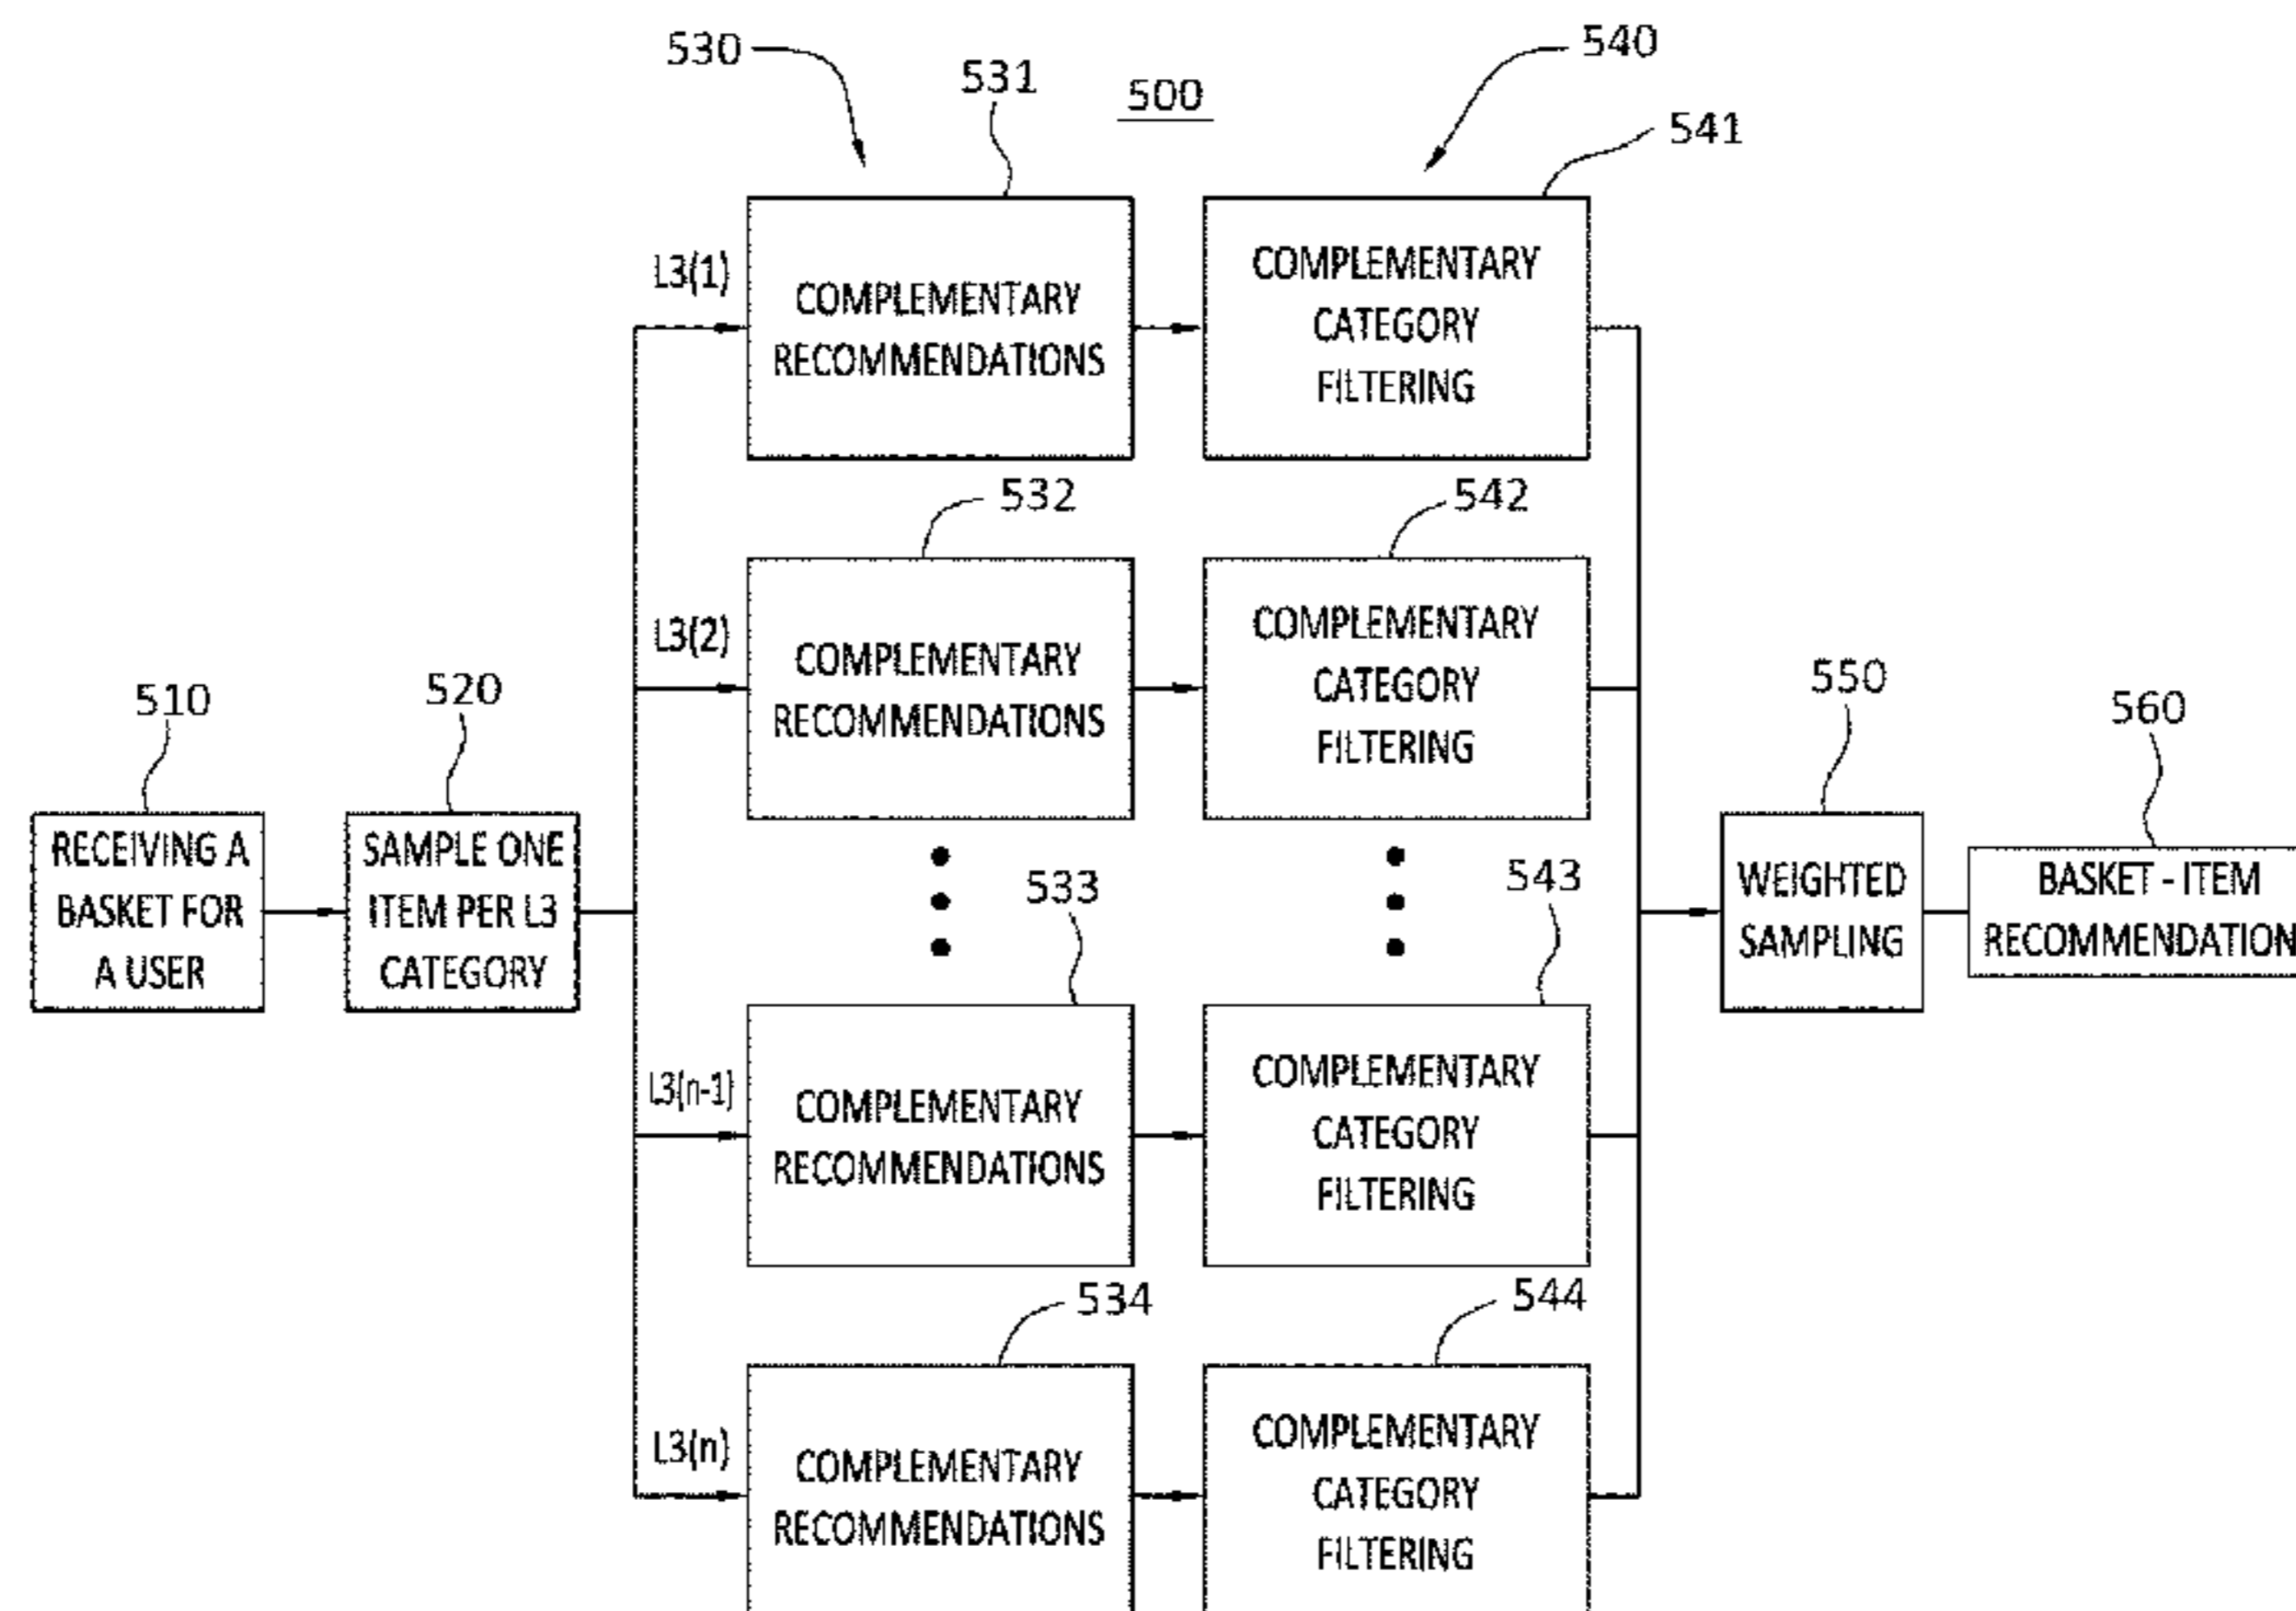 530
540
531
500
541
L3(1)
COMPLEMENTARY
RECOMMENDATIONS
COMPLEMENTARY
CATEGORY
FILTERING
532
542
L3(2)
COMPLEMENTARY
RECOMMENDATIONS
COMPLEMENTARY
CATEGORY
FILTERING
510
520
550
560
RECEIVING A
BASKET FOR
A USER
SAMPLE ONE
ITEM PER L3
CATEGORY
533
543
WEIGHTED
SAMPLING
BASKET - ITEM
RECOMMENDATION
L3(n-1)
COMPLEMENTARY
RECOMMENDATIONS
COMPLEMENTARY
CATEGORY
FILTERING
534
544
L3(n)
COMPLEMENTARY
RECOMMENDATIONS
COMPLEMENTARY
CATEGORY
FILTERING